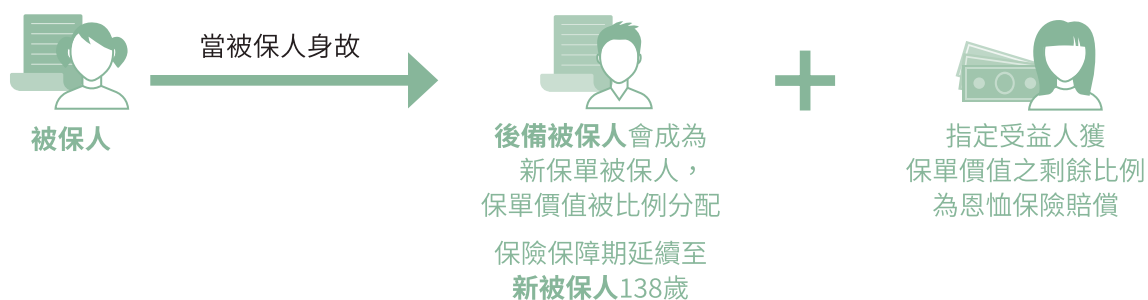 當被保人身故
被保人
後備被保人會成為
新保單被保人，
保單價值被比例分配
保險保障期延續至
新被保人138歲
指定受益人獲
保單價值之剩餘比例
為恩恤保險賠償